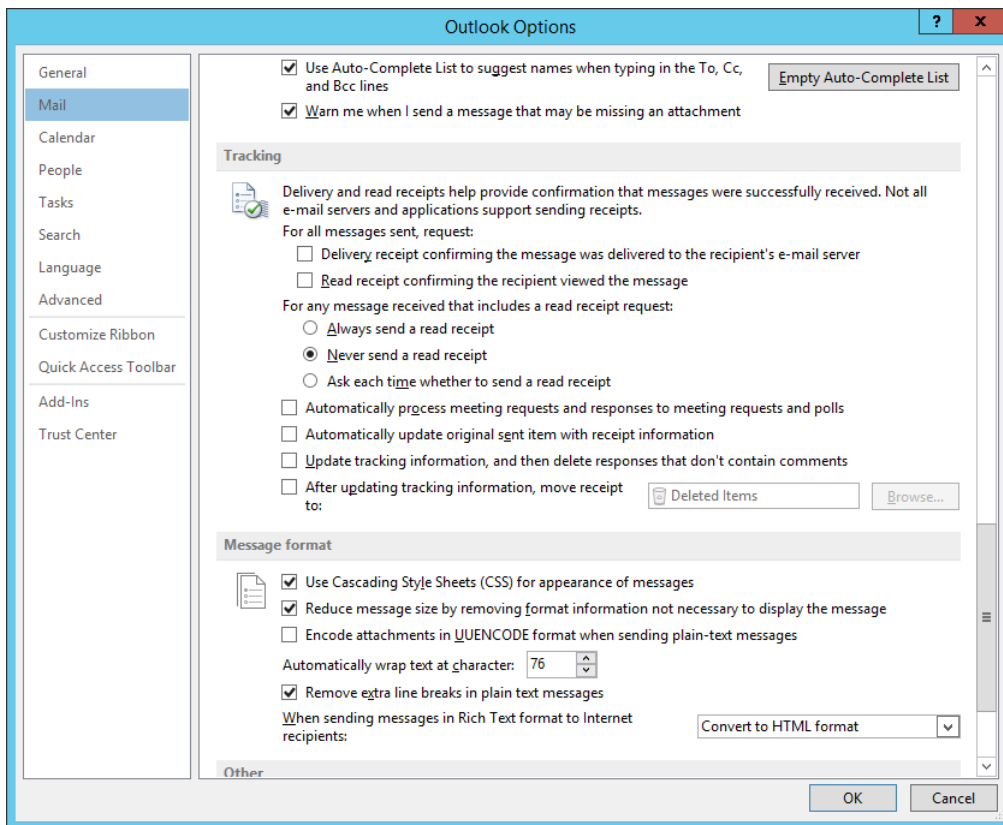 Outlook Options
?
x
General
Mail
Calendar
People
Tasks
Search
Language
Advanced
Customize Ribbon
Quick Access Toolbar
Add-Ins
Trust Center
Use Auto-Complete List to suggest names when typing in the To, Cc,
and Bcc lines
Empty Auto-Complete List
Warn me when I send a message that may be missing an attachment
Tracking
Delivery and read receipts help provide confirmation that messages were successfully received. Not all
e-mail servers and applications support sending receipts.
For all messages sent, request:
Delivery receipt confirming the message was delivered to the recipient's e-mail server
Read receipt confirming the recipient viewed the message
For any message received that includes a read receipt request:
Always send a read receipt
Never send a read receipt
Ask each time whether to send a read receipt
Automatically process meeting requests and responses to meeting requests and polls
Automatically update original sent item with receipt information
Update tracking information, and then delete responses that don't contain comments
After updating tracking information, move receipt
to:
Deleted Items
Browse...
Message format
Use Cascading Style Sheets (CSS) for appearance of messages
Reduce message size by removing format information not necessary to display the message
Encode attachments in UUENCODE format when sending plain-text messages
Automatically wrap text at character: 76
Remove extra line breaks in plain text messages
When sending messages in Rich Text format to Internet
recipients:
Convert to HTML format
Other
OK
Cancel